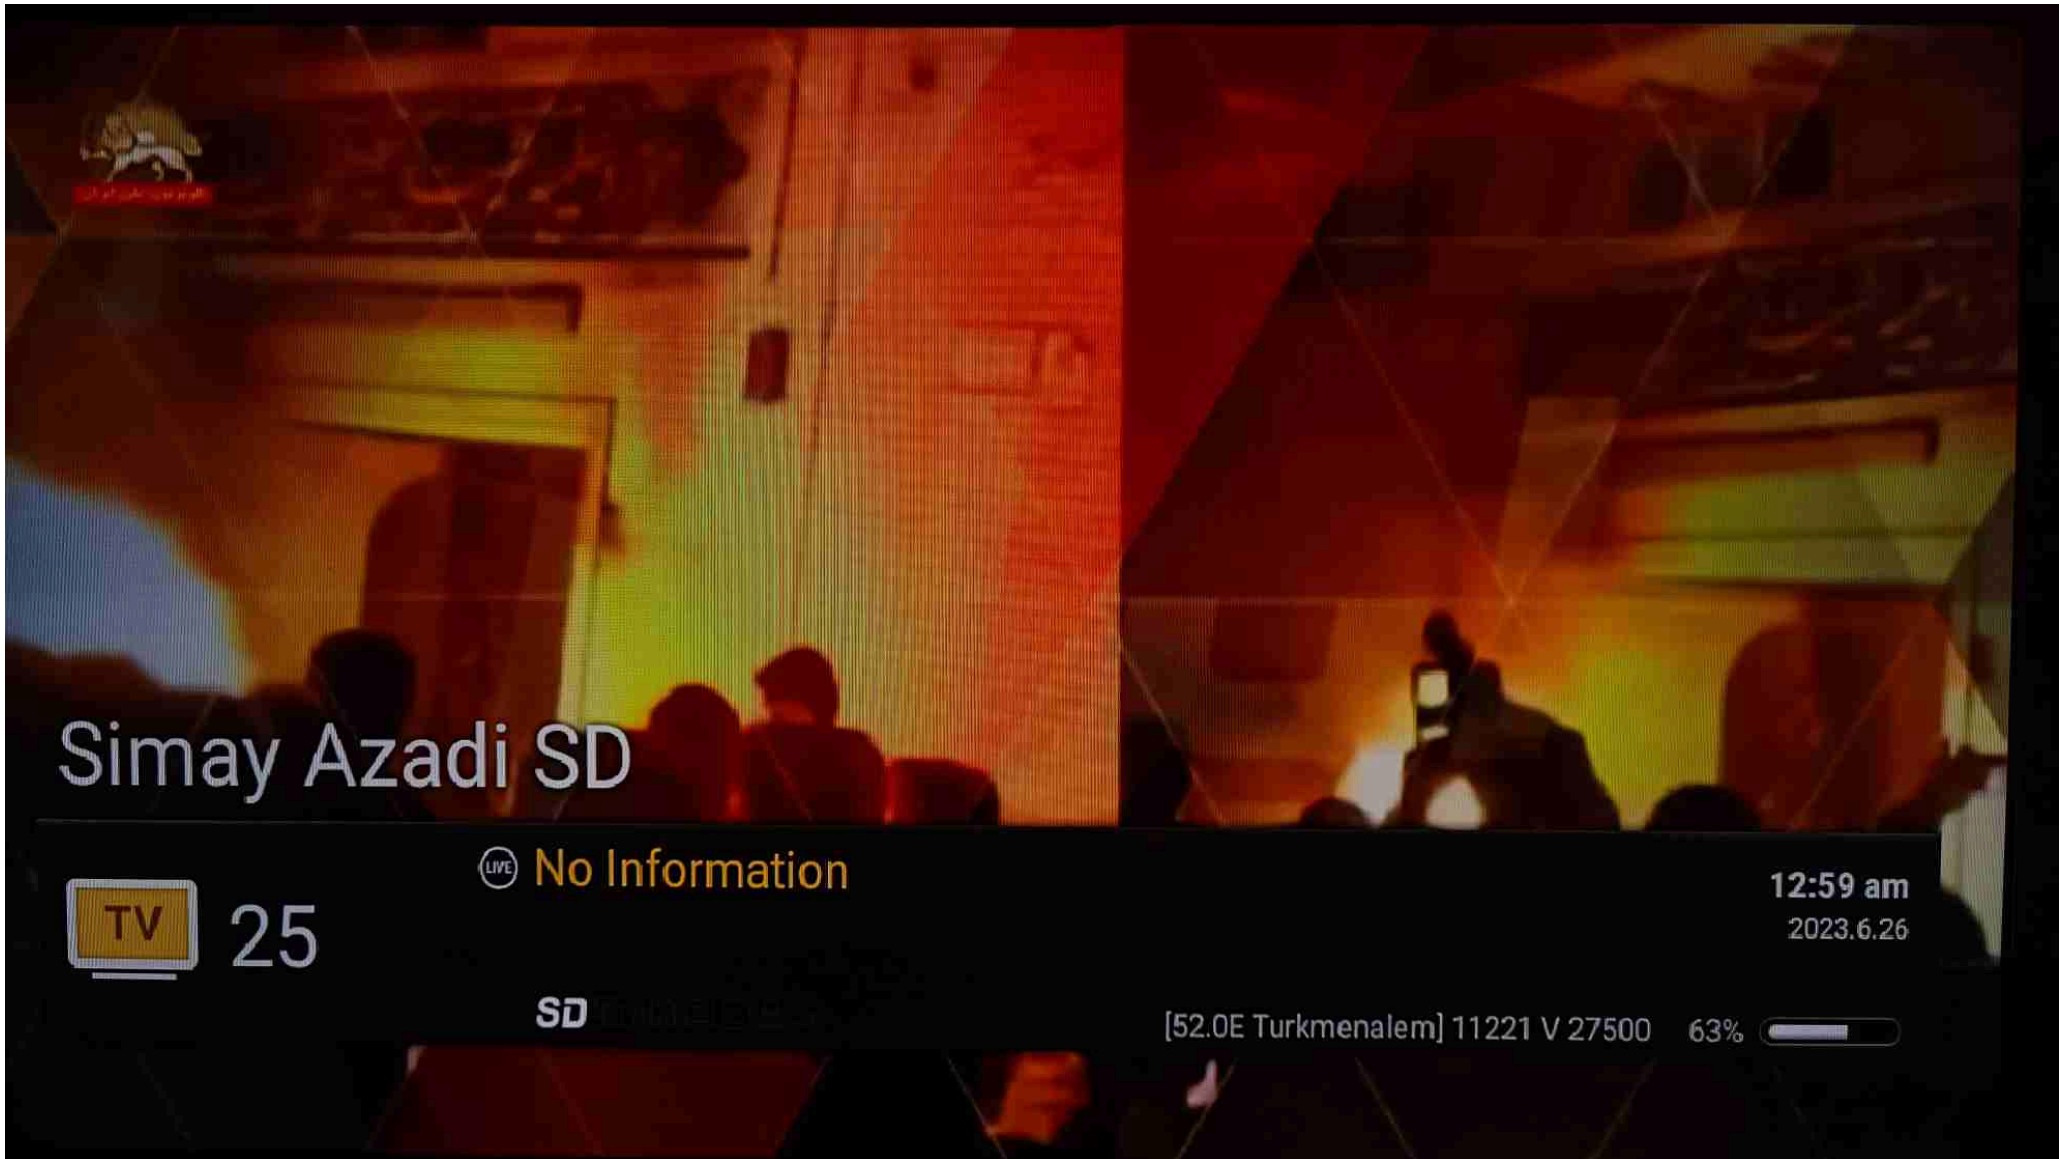 Simay Azadi SD
LIVE No Information
12:59 am
TV 25
2023.6.26
SD
[52.0E Turkmenalem] 11221 V 27500 63%